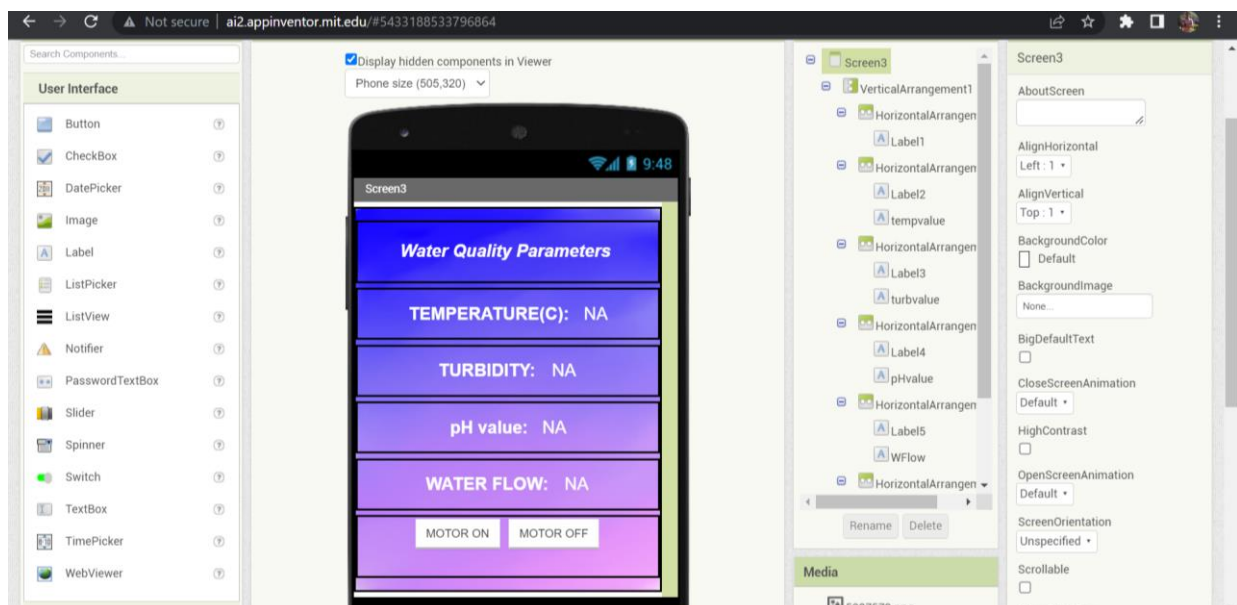 Not secure | ai2.appinventor.mit.edu/#5433188533796864
Search Components...
User Interface
Button
CheckBox
DatePicker
Image
Label
ListPicker
ListView
Notifier
PasswordTextBox
Slider
Spinner
Switch
TextBox
TimePicker
WebViewer
Display hidden components in Viewer
Phone size (505,320)
9:48
Screen3
Water Quality Parameters
TEMPERATURE(C): NA
TURBIDITY: NA
pH value: NA
WATER FLOW: NA
MOTOR ON MOTOR OFF
Screen3
VerticalArrangement1
HorizontalArrangen
Label1
HorizontalArrangen
Label2
tempvalue
HorizontalArrangen
Label3
turbvalue
HorizontalArrangen
Label4
pHvalue
HorizontalArrangen
Label5
WFlow
HorizontalArrangen
Rename Delete
Media
Screen3
AboutScreen
AlignHorizontal
Left : 1
AlignVertical
Top : 1
BackgroundColor
Default
BackgroundImage
None...
BigDefaultText
CloseScreenAnimation
Default
HighContrast
OpenScreenAnimation
Default
ScreenOrientation
Unspecified
Scrollable